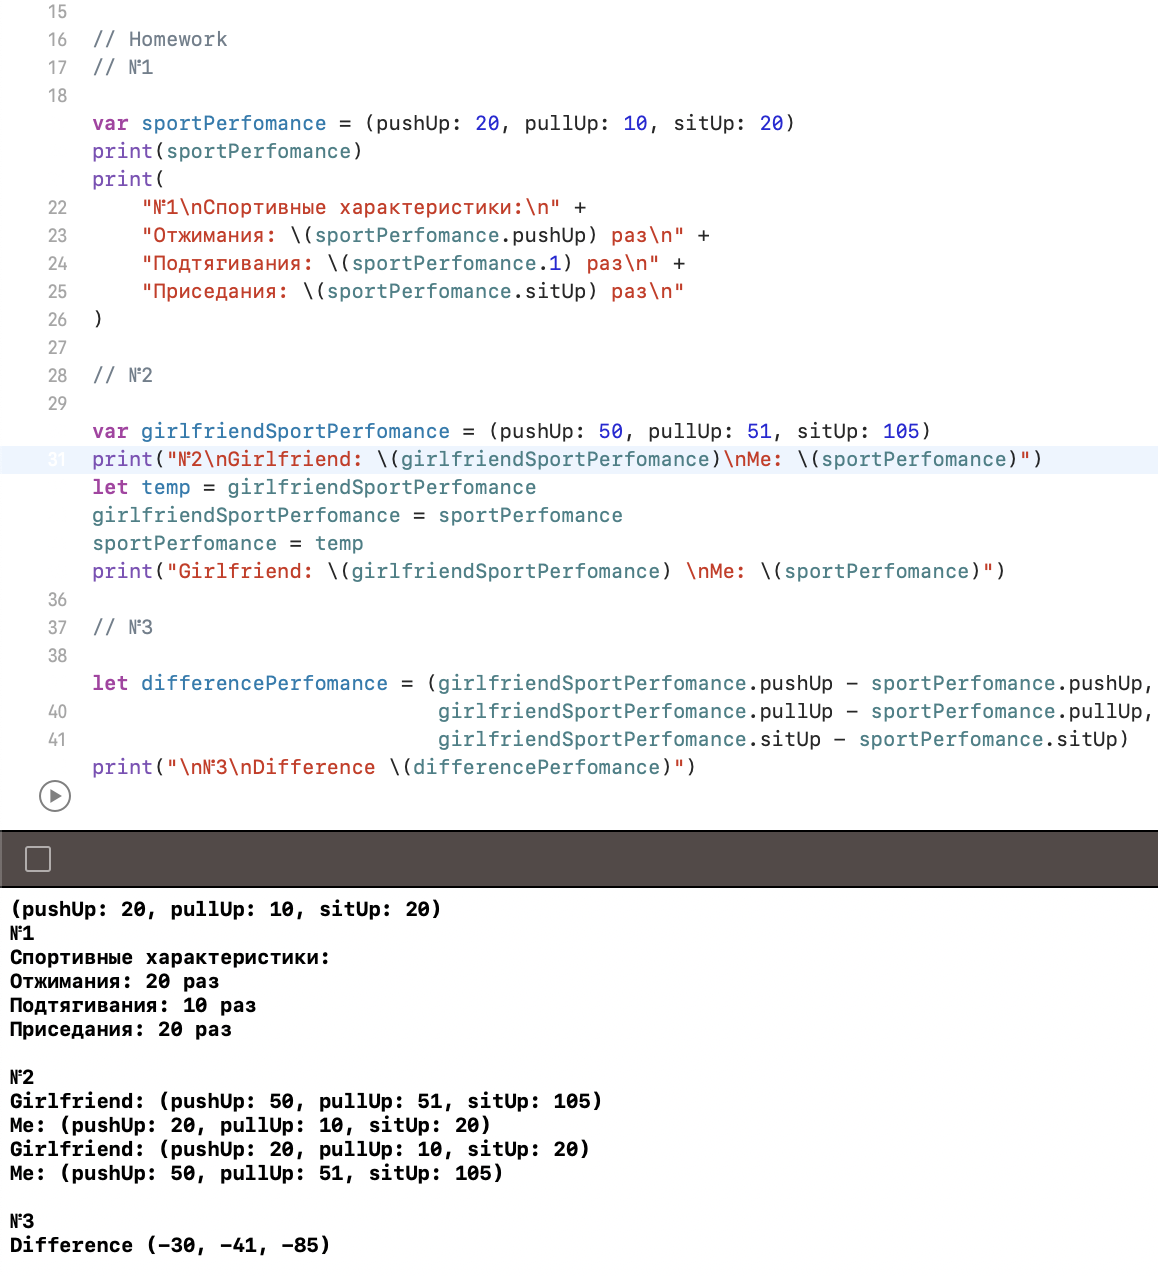 15
16 // Homework
17 // №1
18
var sportPerfomance = (pushUp: 20, pullUp: 10, sitUp: 20)
print(sportPerfomance)
print(
22 "№1\nСпортивные характеристики:\n" +
23 "Отжимания: \(sportPerfomance.pushUp) раз\n" +
24 "Подтягивания: \(sportPerfomance.1) раз\n" +
25 "Приседания: \(sportPerfomance.sitUp) раз\n"
26 )
27
28 // №2
29
var girlfriendSportPerfomance = (pushUp: 50, pullUp: 51, sitUp: 105)
31 print("№2\nGirlfriend: \(girlfriendSportPerfomance)\nMe: \(sportPerfomance)")
let temp = girlfriendSportPerfomance
girlfriendSportPerfomance = sportPerfomance
sportPerfomance = temp
print("Girlfriend: \(girlfriendSportPerfomance) \nMe: \(sportPerfomance)")
36
37 // №3
38
let differencePerfomance = (girlfriendSportPerfomance.pushUp – sportPerfomance.pushUp,
40 girlfriendSportPerfomance.pullUp – sportPerfomance.pullUp,
41 girlfriendSportPerfomance.sitUp – sportPerfomance.sitUp)
print("\n№3\nDifference \(differencePerfomance)")
(pushUp: 20, pullUp: 10, sitUp: 20)
№1
Спортивные характеристики:
Отжимания: 20 раз
Подтягивания: 10 раз
Приседания: 20 раз
№2
Girlfriend: (pushUp: 50, pullUp: 51, sitUp: 105)
Me: (pushUp: 20, pullUp: 10, sitUp: 20)
Girlfriend: (pushUp: 20, pullUp: 10, sitUp: 20)
Me: (pushUp: 50, pullUp: 51, sitUp: 105)
№3
Difference (-30, -41, -85)